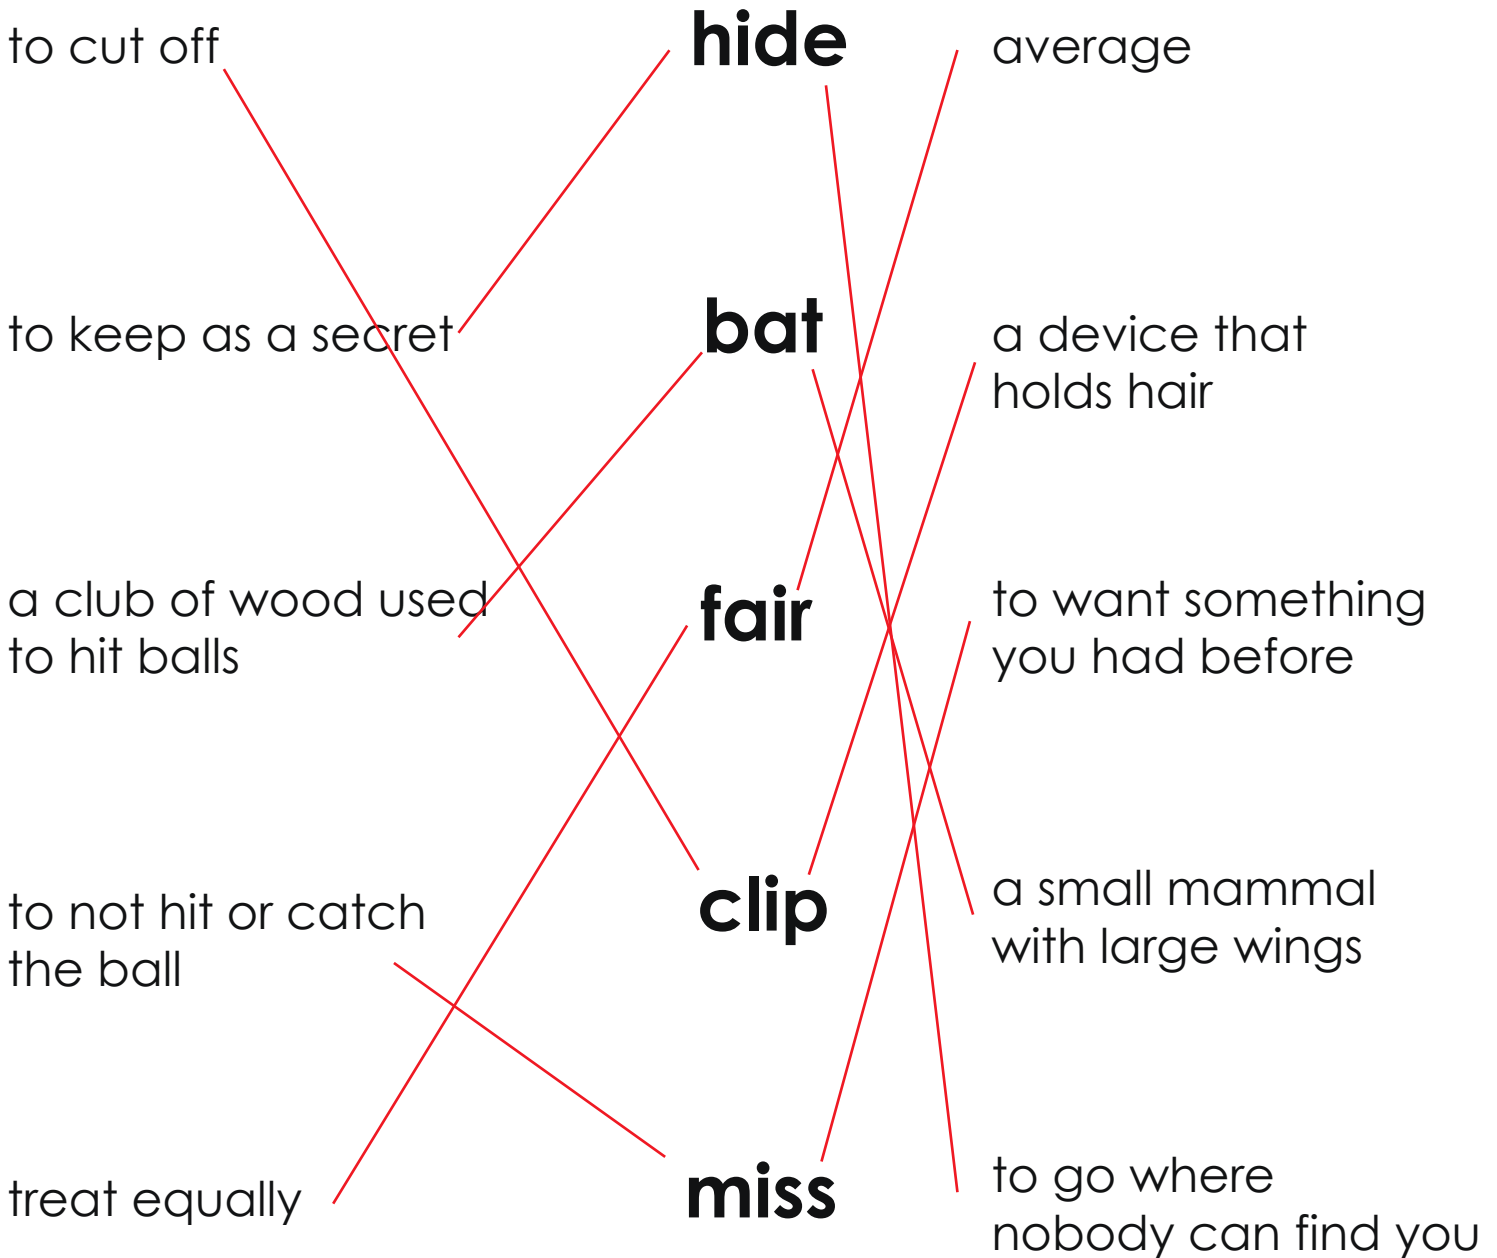 to cut off
hide
average
to keep as a secret
bat
a device that
holds hair
a club of wood used
to hit balls
fair
to want something
you had before
to not hit or catch
the ball
clip
a small mammal
with large wings
treat equally
miss
to go where
nobody can find you